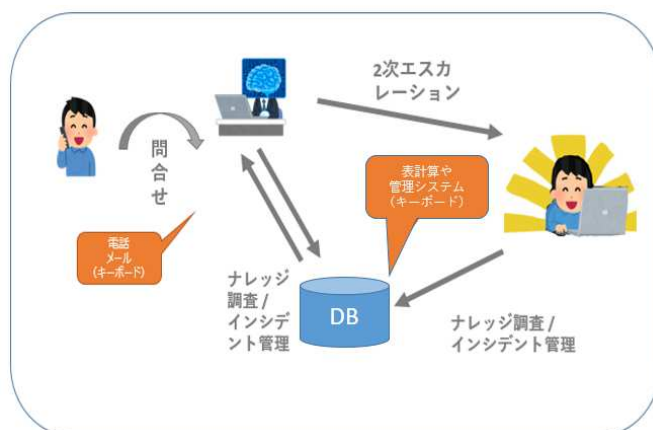 2次エスカ
レーション
問
合
せ
表計算や
管理システム
(キーボード)
電話
メール
(キーボード)
ナレッジ
調査 /
インシデ
ント管理
DB
ナレッジ調査 /
インシデント管理